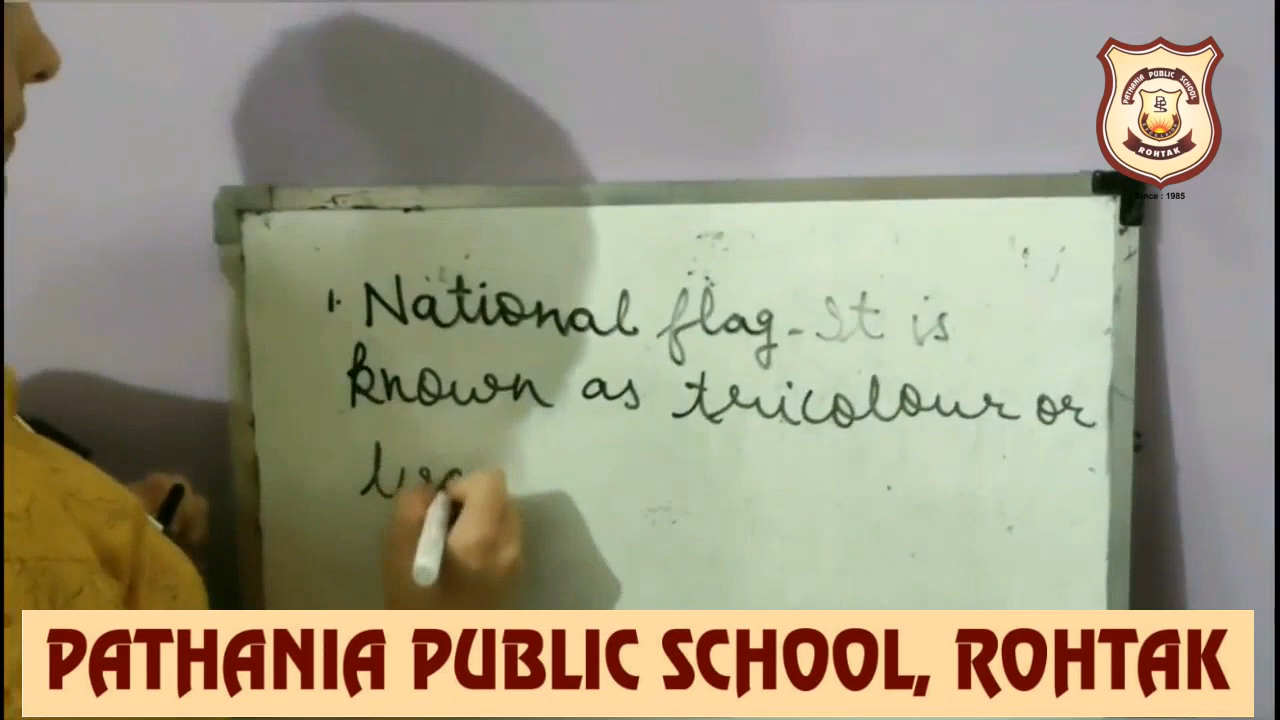 PATHANIA PUBLIC SCHOOL
PS
ROHTAK
Since : 1985
1. National flag - It is
known as tricolour or
PATHANIA PUBLIC SCHOOL, ROHTAK